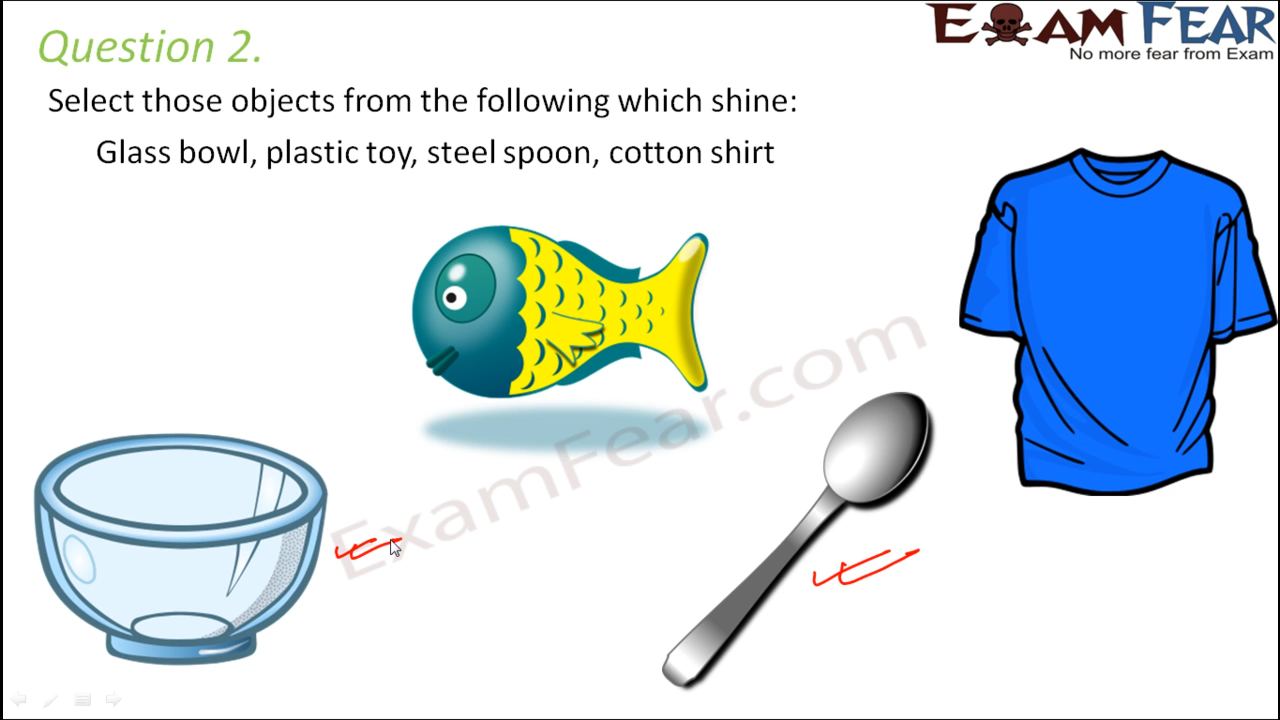 Question 2.
EXAM FEAR
No more fear from Exam
Select those objects from the following which shine:
Glass bowl, plastic toy, steel spoon, cotton shirt
ExamFear.com